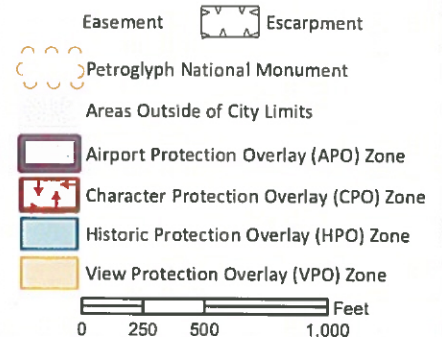 Easement Escarpment
Petroglyph National Monument
Areas Outside of City Limits
Airport Protection Overlay (APO) Zone
Character Protection Overlay (CPO) Zone
Historic Protection Overlay (HPO) Zone
View Protection Overlay (VPO) Zone
Feet
0 250 500 1,000